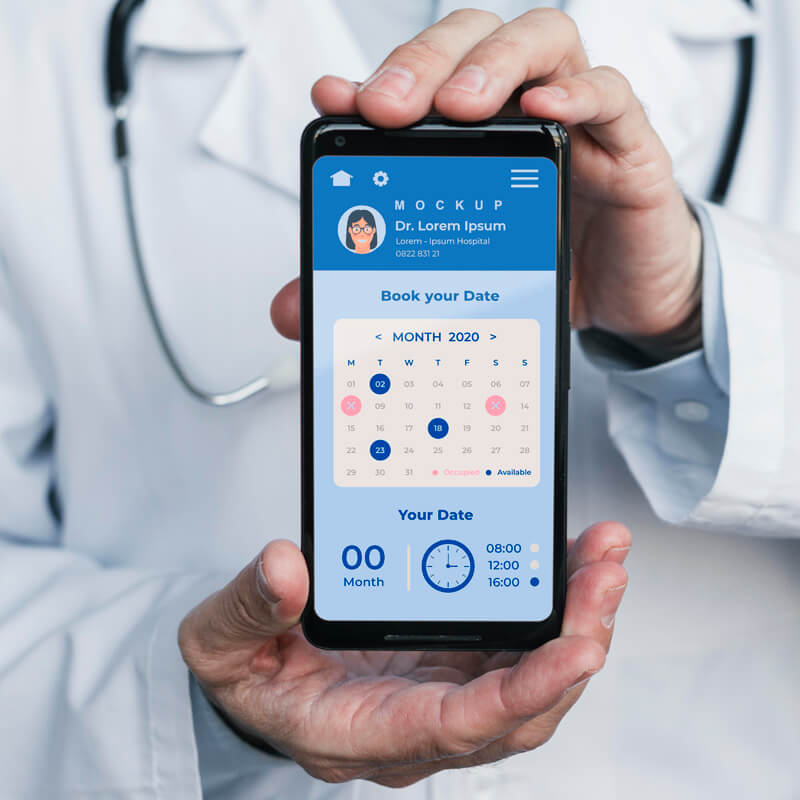 MOCKUP
Dr. Lorem Ipsum
Lorem - Ipsum Hospital
0822 831 21
Book your Date
< MONTH 2020 >
M T W T F S S
01 02 03 04 05 06 07
09 10 11 12 14
15 16 17 18 19 20 21
22 23 24 25 26 27 28
29 30 31 Occupied Available
Your Date
00
Month
08:00
12:00
16:00